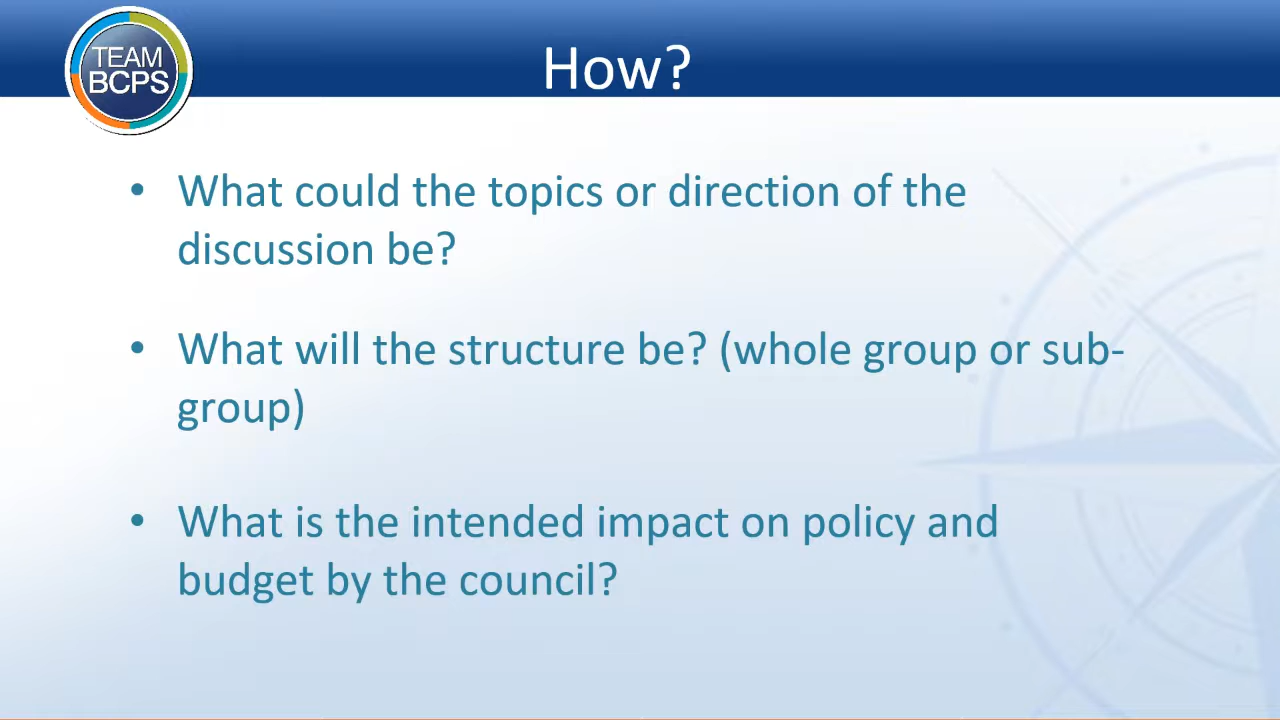 TEAM
BCPS
How?
• What could the topics or direction of the
discussion be?
• What will the structure be? (whole group or sub-
group)
• What is the intended impact on policy and
budget by the council?